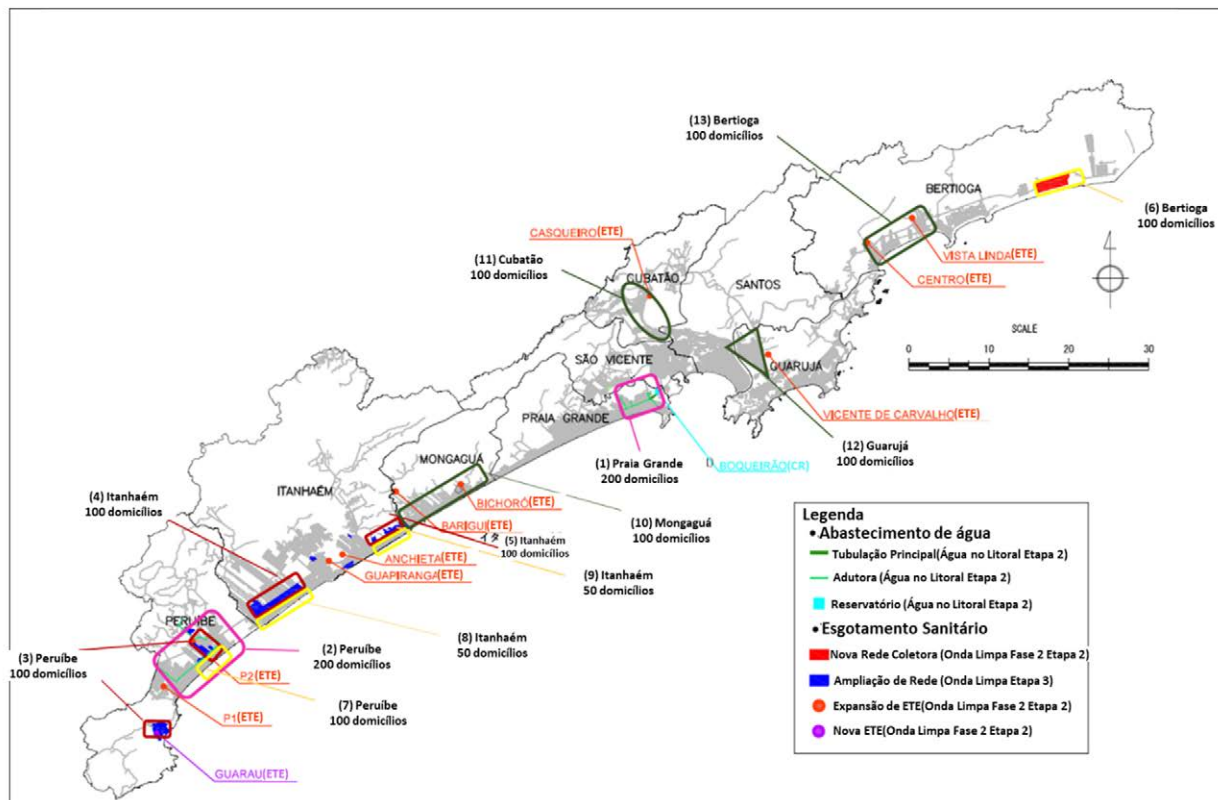 (13) Bertioga
100 domicílios
BERTIOGA
(6) Bertioga
100 domicílios
CASQUEIRO(ETE)
VISTA LINDA(ETE)
CENTRO(ETE)
(11) Cubatão
100 domicílios
CUBATÃO
SANTOS
SCALE
0 10 20 30
SÃO VICENTE
GUARUJÁ
VICENTE DE CARVALHO(ETE)
PRAIA GRANDE
(12) Guarujá
100 domicílios
(1) Praia Grande
200 domicílios
BOQUEIRÃO(CR)
MONGAGUÁ
ITANHAÉM
(4) Itanhaém
100 domicílios
BICHORÓ(ETE)
(10) Mongaguá
100 domicílios
BARIGUI(ETE)
イタ
(5) Itanhaém
100 domicílios
ANCHIETA(ETE)
GUAPIRANGA(ETE)
(9) Itanhaém
50 domicílios
(8) Itanhaém
50 domicílios
PERUÍBE
(3) Peruíbe
100 domicílios
(2) Peruíbe
200 domicílios
P2(ETE)
(7) Peruíbe
100 domicílios
P1(ETE)
GUARAU(ETE)
Legenda
• Abastecimento de água
Tubulação Principal(Água no Litoral Etapa 2)
Adutora (Água no Litoral Etapa 2)
Reservatório (Água no Litoral Etapa 2)
• Esgotamento Sanitário
Nova Rede Coletora (Onda Limpa Fase 2 Etapa 2)
Ampliação de Rede (Onda Limpa Etapa 3)
Expansão de ETE(Onda Limpa Fase 2 Etapa 2)
Nova ETE(Onda Limpa Fase 2 Etapa 2)